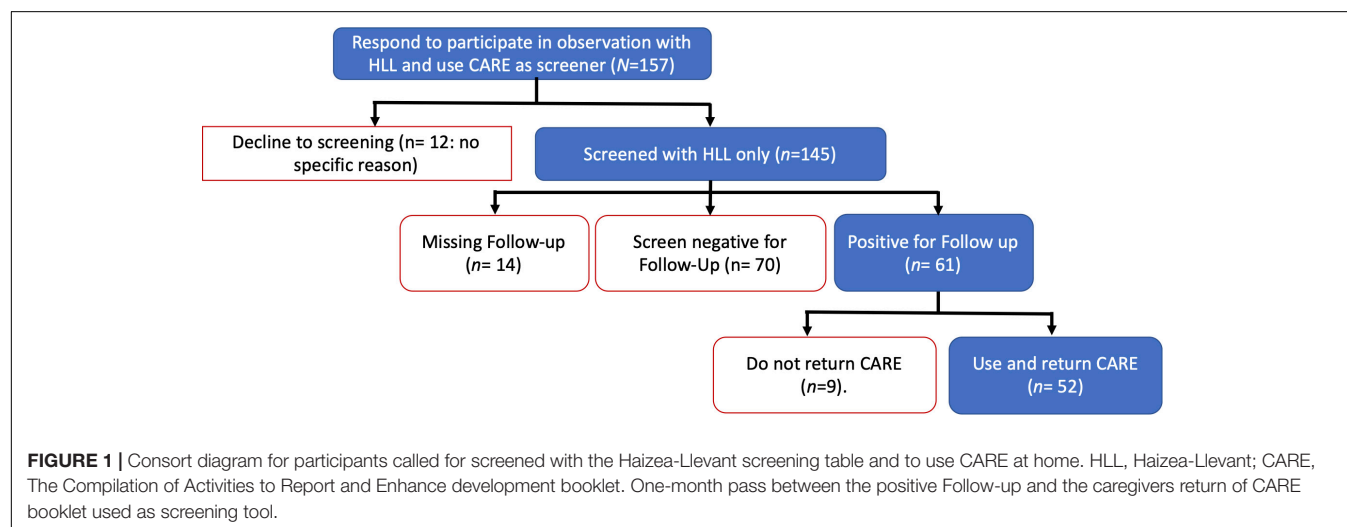 Respond to participate in observation with
HLL and use CARE as screener (N=157)
Decline to screening (n= 12: no
specific reason)
Screened with HLL only (n=145)
Missing Follow-up
(n= 14)
Screen negative for
Follow-Up (n= 70)
Positive for Follow up
(n= 61)
Do not return CARE
(n=9).
Use and return CARE
(n= 52)
FIGURE 1 | Consort diagram for participants called for screened with the Haizea-Llevant screening table and to use CARE at home. HLL, Haizea-Llevant; CARE,
The Compilation of Activities to Report and Enhance development booklet. One-month pass between the positive Follow-up and the caregivers return of CARE
booklet used as screening tool.